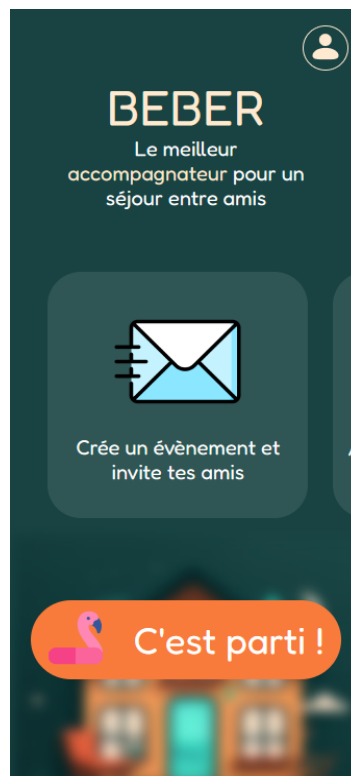 BEBER
Le meilleur
accompagnateur pour un
séjour entre amis
Crée un évènement et
invite tes amis
C'est parti !